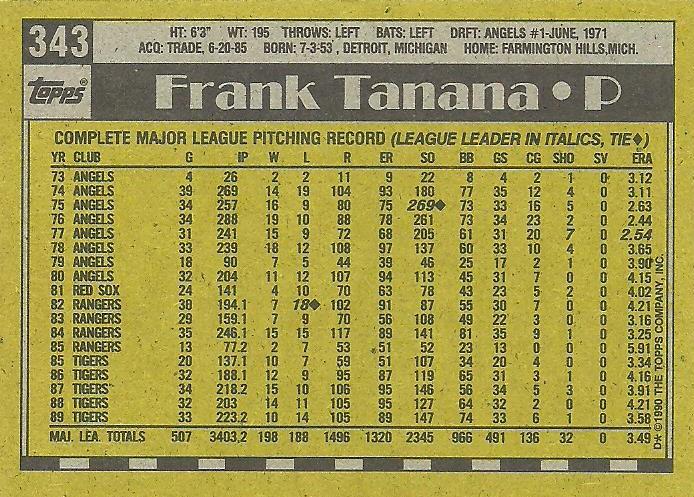 343
HT: 6'3" WT: 195 THROWS: LEFT BATS: LEFT DRFT: ANGELS #1-JUNE, 1971
ACQ: TRADE, 6-20-85 BORN: 7-3-53, DETROIT, MICHIGAN HOME: FARMINGTON HILLS, MICH.
TOPPS®
Frank Tanana • P
COMPLETE MAJOR LEAGUE PITCHING RECORD (LEAGUE LEADER IN ITALICS, TIE♦)
YR CLUB G IP W L R ER SO BB GS CG SHO SV ERA
73 ANGELS 4 26 2 2 11 9 22 8 4 2 1 0 3.12
74 ANGELS 39 269 14 19 104 93 180 77 35 12 4 0 3.11
75 ANGELS 34 257 16 9 80 75 269♦ 73 33 16 5 0 2.63
76 ANGELS 34 288 19 10 88 78 261 73 34 23 2 0 2.44
77 ANGELS 31 241 15 9 72 68 205 61 31 20 7 0 2.54
78 ANGELS 33 239 18 12 108 97 137 60 33 10 4 0 3.65
79 ANGELS 18 90 7 5 44 39 46 25 17 2 1 0 3.90
80 ANGELS 32 204 11 12 107 94 113 45 31 7 0 0 4.15
81 RED SOX 24 141 4 10 70 63 78 43 23 5 2 0 4.02
82 RANGERS 30 194.1 7 18♦ 102 91 87 55 30 7 0 0 4.21
83 RANGERS 29 159.1 7 9 70 56 108 49 22 3 0 0 3.16
84 RANGERS 35 246.1 15 15 117 89 141 81 35 9 1 0 3.25
85 RANGERS 13 77.2 2 7 53 51 52 23 13 0 0 0 5.91
85 TIGERS 20 137.1 10 7 59 51 107 34 20 4 0 0 3.34
86 TIGERS 32 188.1 12 9 95 87 119 65 31 3 1 0 4.16
87 TIGERS 34 218.2 15 10 106 95 146 56 34 5 3 0 3.91
88 TIGERS 32 203 14 11 105 95 127 64 32 2 0 0 4.21
89 TIGERS 33 223.2 10 14 105 89 147 74 33 6 1 0 3.58
MAJ. LEA. TOTALS 507 3403.2 198 188 1496 1320 2345 966 491 136 32 0 3.49
D* ©1990 THE TOPPS COMPANY, INC.